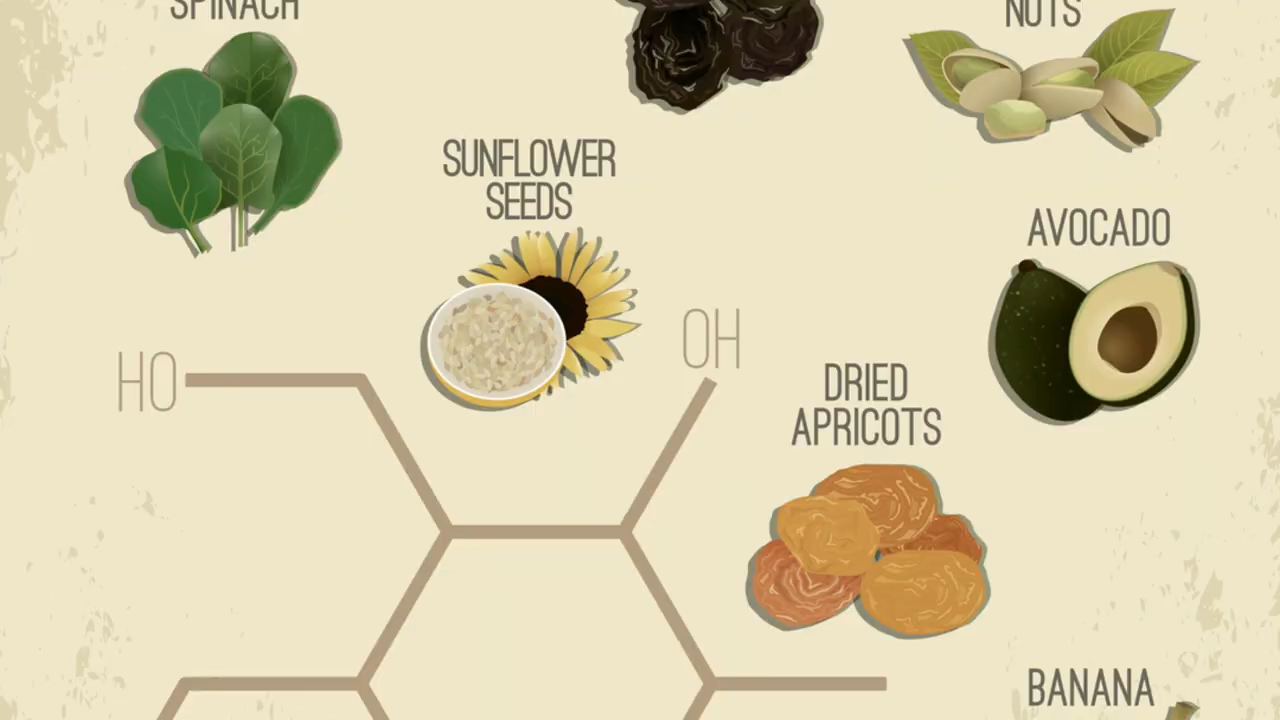 SPINACH
NUTS
SUNFLOWER
SEEDS
AVOCADO
HO
OH
DRIED
APRICOTS
BANANA